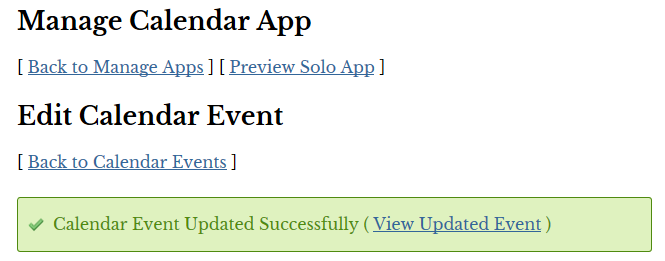 Manage Calendar App
[ Back to Manage Apps ] [ Preview Solo App ]
Edit Calendar Event
[ Back to Calendar Events ]
Calendar Event Updated Successfully ( View Updated Event )